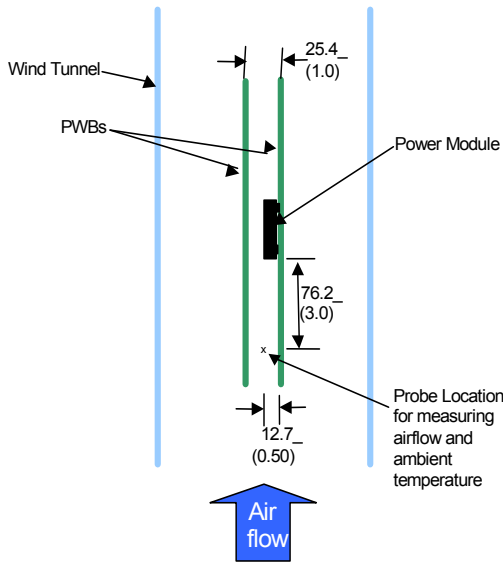 25.4_
(1.0)
Wind Tunnel
PWBs
Power Module
76.2_
(3.0)
x
Probe Location
for measuring
airflow and
ambient
temperature
12.7_
(0.50)
Air
flow